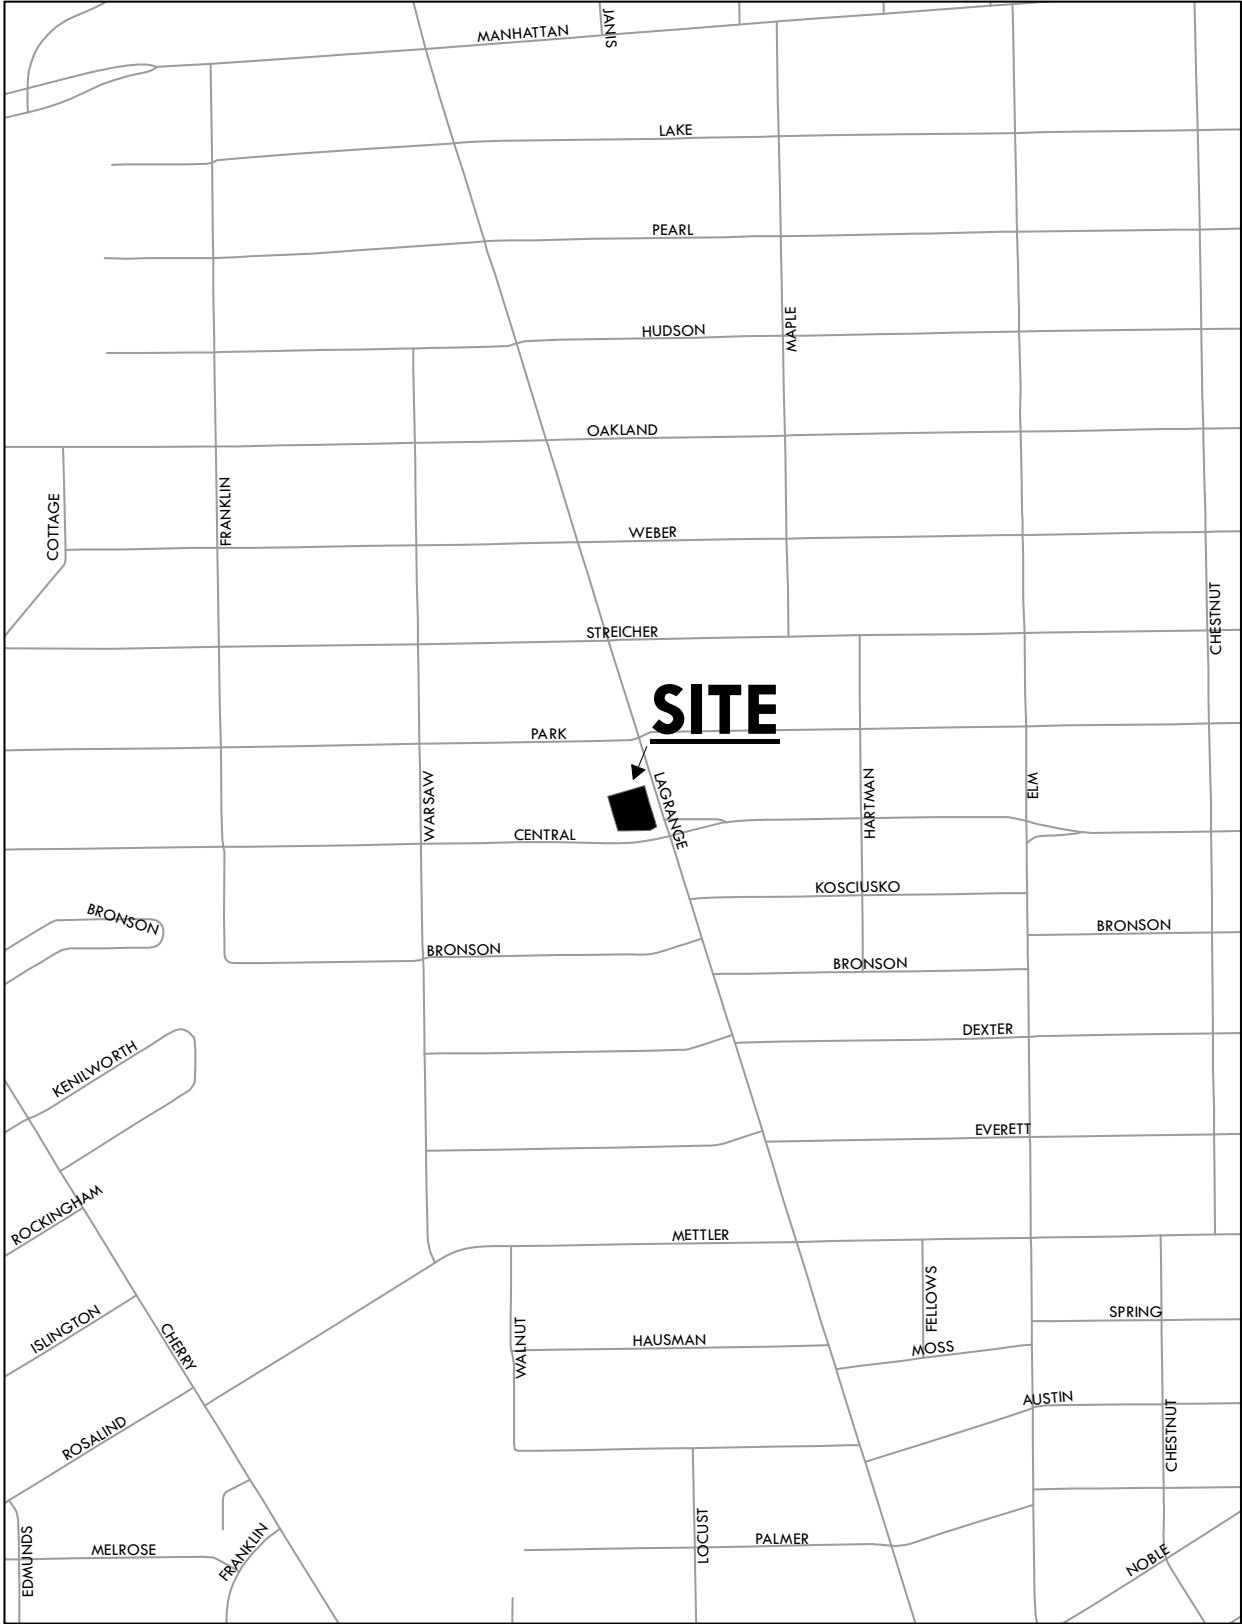 MANHATTAN
JANIS
LAKE
PEARL
MAPLE
HUDSON
OAKLAND
COTTAGE
FRANKLIN
WEBER
CHESTNUT
STREICHER
SITE
PARK
WARSAW
LAGRANGE
HARTMAN
ELM
CENTRAL
KOSCIUSKO
BRONSON
BRONSON
BRONSON
BRONSON
DEXTER
KENILWORTH
EVERETT
ROCKINGHAM
METTLER
FELLOWS
SPRING
ISLINGTON
CHERRY
WALNUT
HAUSMAN
MOSS
AUSTIN
ROSALIND
CHESTNUT
EDMUNDS
MELROSE
FRANKLIN
LOCUST
PALMER
NOBLE